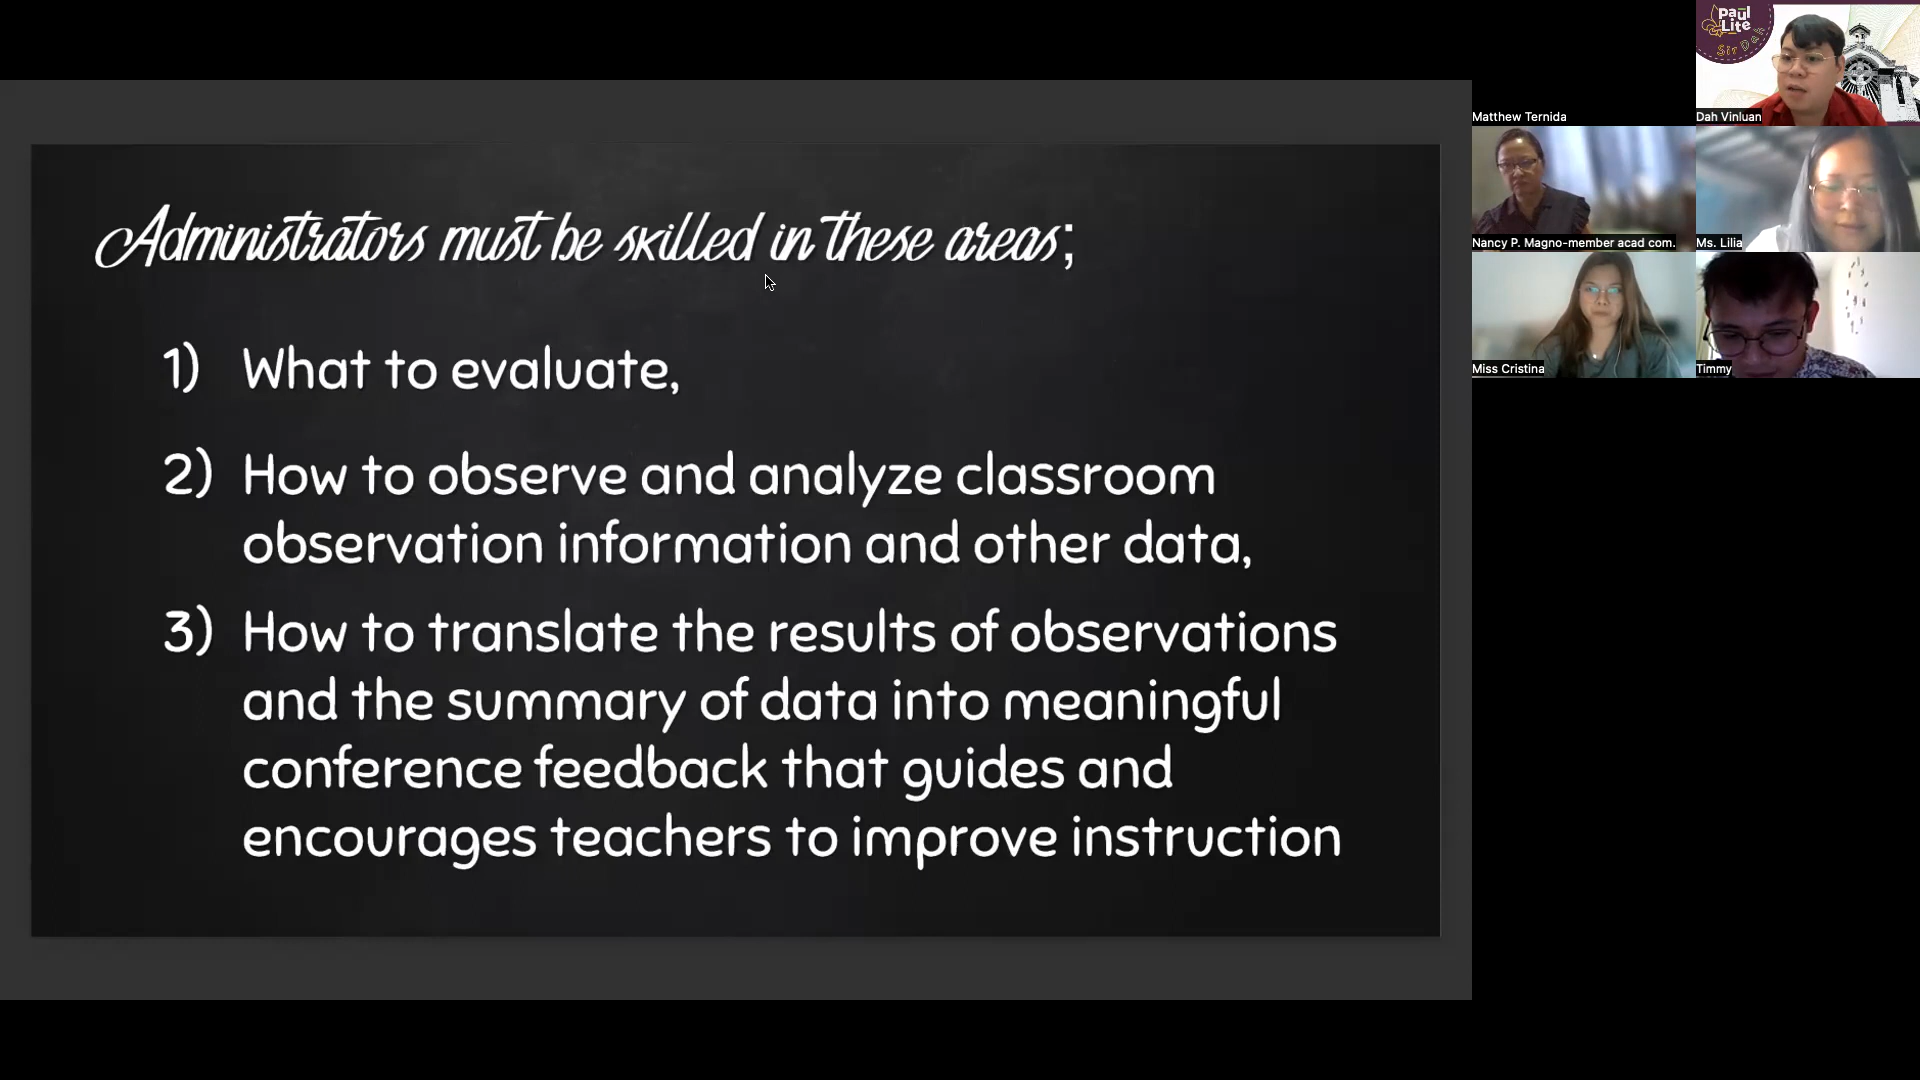 Administrators must be skilled in these areas;
1) What to evaluate,
2) How to observe and analyze classroom
observation information and other data,
3) How to translate the results of observations
and the summary of data into meaningful
conference feedback that guides and
encourages teachers to improve instruction
Paul
Lite
Sir Dah
Matthew Ternida
Dah Vinluan
Nancy P. Magno-member acad com.
Ms. Lilia
Miss Cristina
Timmy